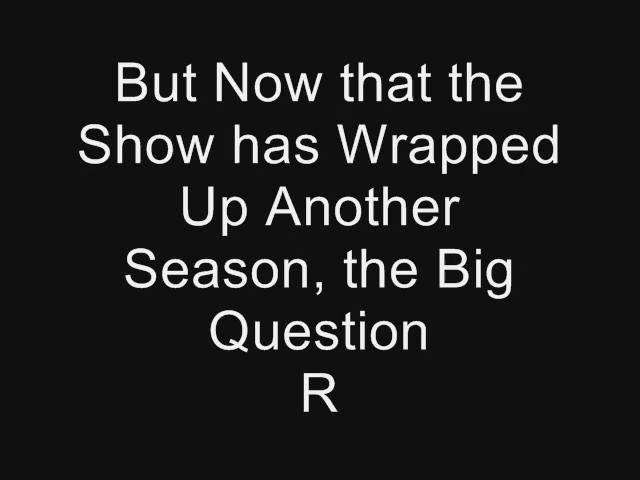 But Now that the
Show has Wrapped
Up Another
Season, the Big
Question
R